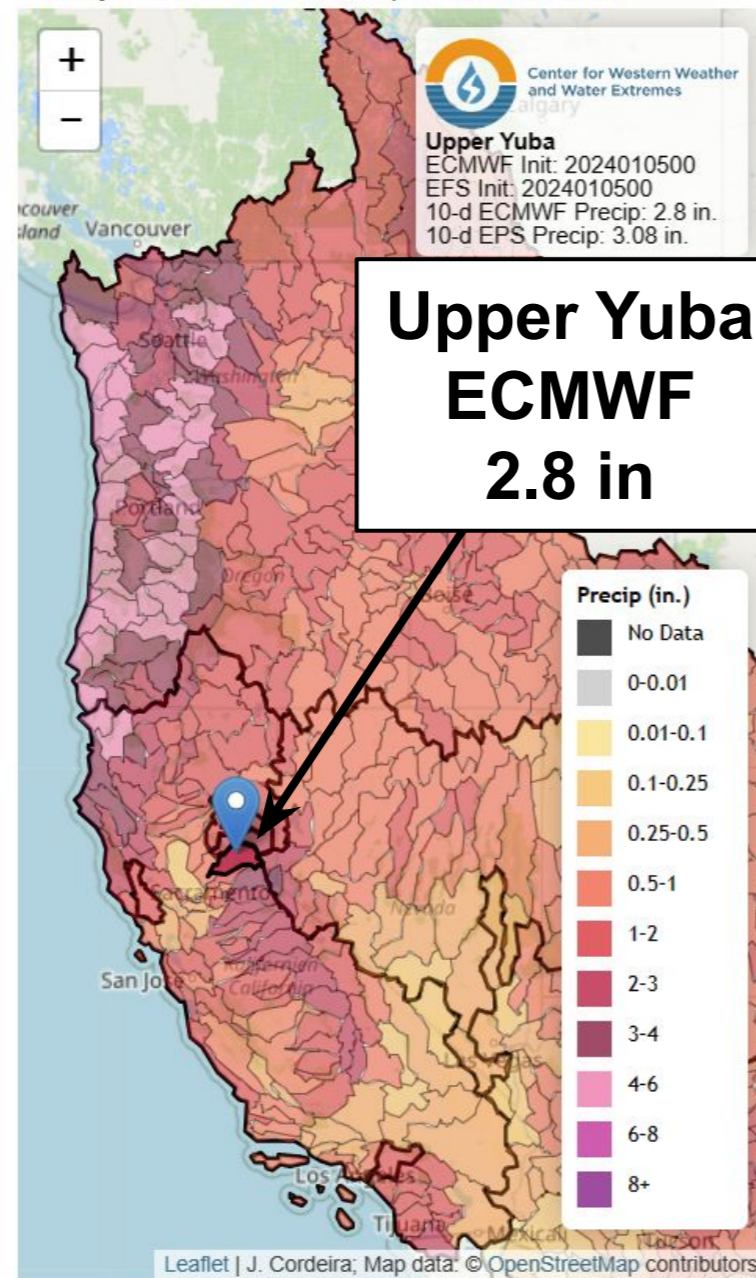 +
−
Center for Western Weather
and Water Extremes
Calgary
Upper Yuba
ECMWF Init: 2024010500
EFS Init: 2024010500
10-d ECMWF Precip: 2.8 in.
10-d EPS Precip: 3.08 in.
Vancouver
Upper Yuba
ECMWF
2.8 in
Seattle
Washington
Portland
Oregon
Boise
Precip (in.)
No Data
0-0.01
0.01-0.1
0.1-0.25
0.25-0.5
0.5-1
1-2
2-3
3-4
4-6
6-8
8+
Sacramento
Nevada
San Jose
California
Las Vegas
Los Angeles
Tijuana
Mexicali
Tucson
Leaflet | J. Cordeira; Map data: © OpenStreetMap contributors